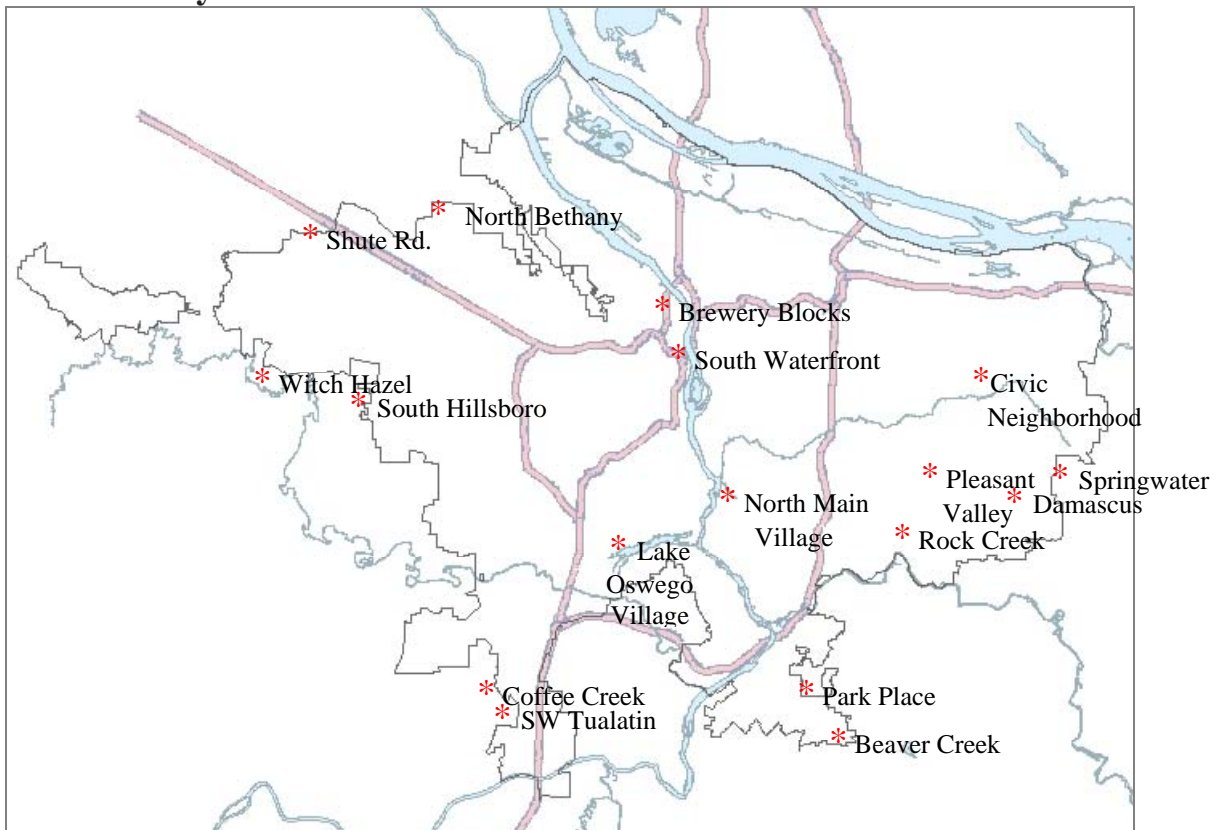 North Bethany
Shute Rd.
Brewery Blocks
South Waterfront
Witch Hazel
South Hillsboro
Civic
Neighborhood
Pleasant
Valley
Springwater
Damascus
North Main
Village
Rock Creek
Lake
Oswego
Village
Coffee Creek
SW Tualatin
Park Place
Beaver Creek